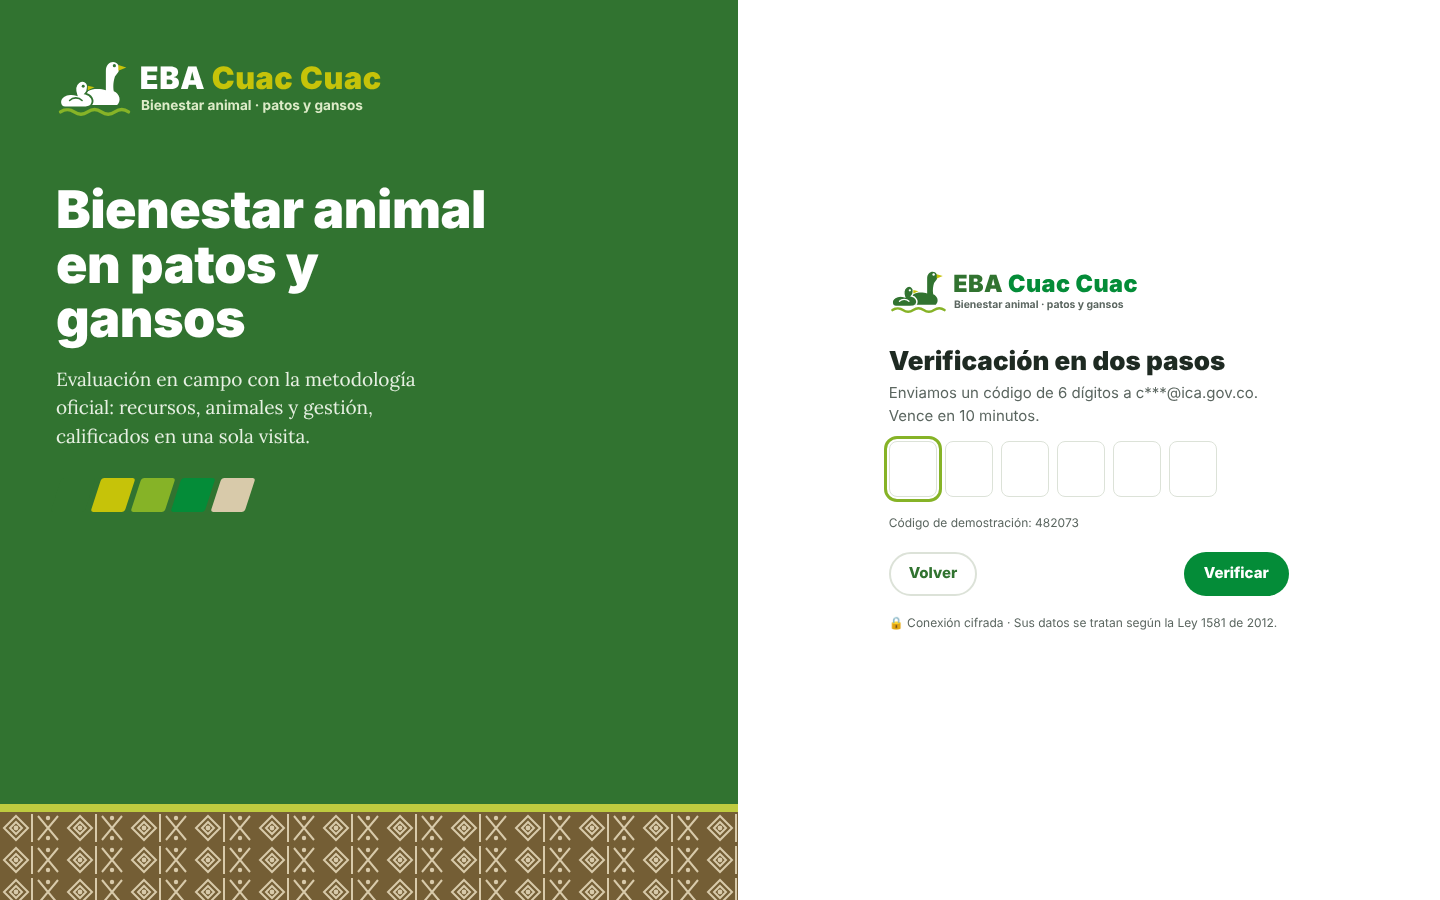 EBA Cuac Cuac
Bienestar animal · patos y gansos
Bienestar animal
en patos y
gansos
Evaluación en campo con la metodología
oficial: recursos, animales y gestión,
calificados en una sola visita.
EBA Cuac Cuac
Bienestar animal · patos y gansos
Verificación en dos pasos
Enviamos un código de 6 dígitos a c***@ica.gov.co.
Vence en 10 minutos.
Código de demostración: 482073
Volver
Verificar
🔒 Conexión cifrada · Sus datos se tratan según la Ley 1581 de 2012.